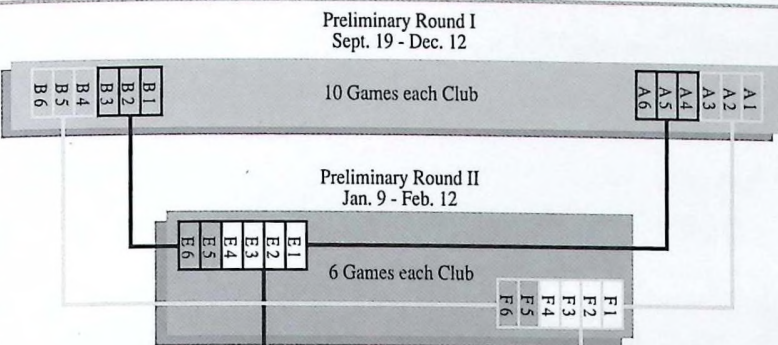 Preliminary Round I
Sept. 19 - Dec. 12
B6 B5 B4 B3 B2 B1
10 Games each Club
A6 A5 A4 A3 A2 A1
Preliminary Round II
Jan. 9 - Feb. 12
E6 E5 E4 E3 E2 E1
6 Games each Club
F6 F5 F4 F3 F2 F1